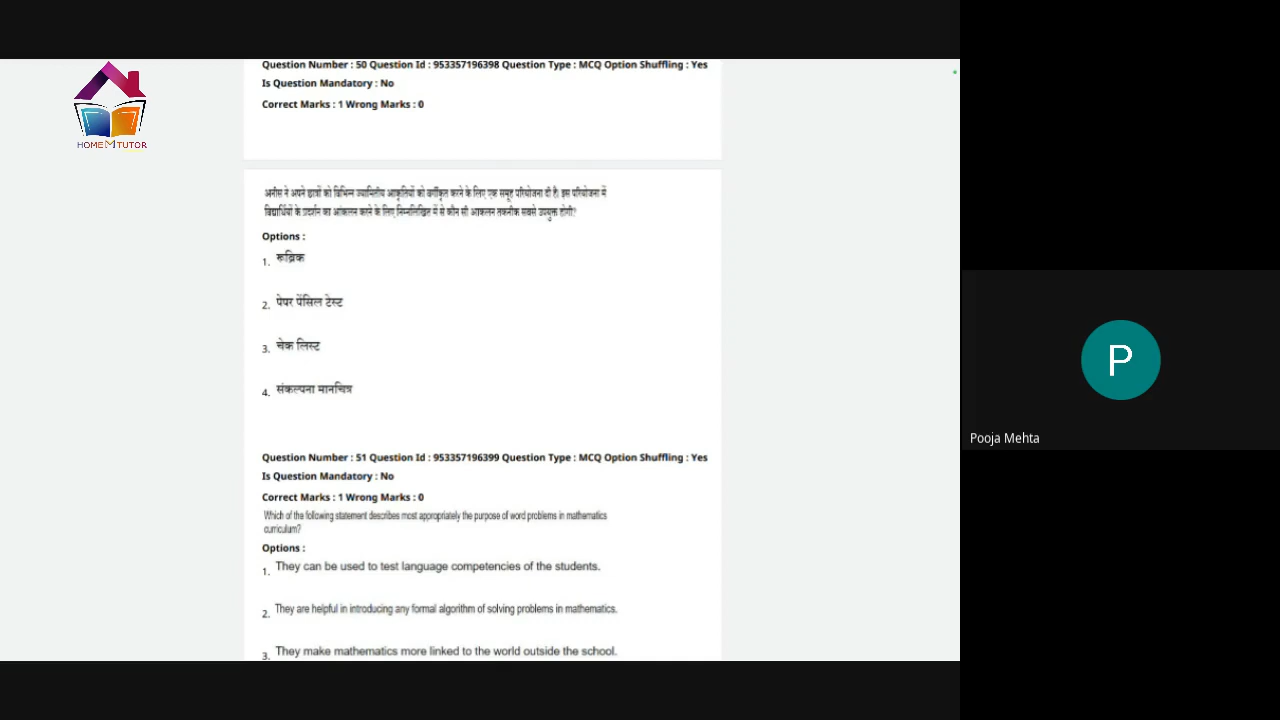 Question Number : 50 Question Id : 953357196398 Question Type : MCQ Option Shuffling : Yes
Is Question Mandatory : No
Correct Marks : 1 Wrong Marks : 0
HOMEMTUTOR
अनीस ने अपने छात्रों को विभिन्न ज्यामितीय आकृतियों को वर्गीकृत करने के लिए एक समूह परियोजना दी है। इस परियोजना में
विद्यार्थियों के प्रदर्शन का आंकलन करने के लिए निम्नलिखित में से कौन सी आकलन तकनीक सबसे उपयुक्त होगी?
Options :
1. रूब्रिक
2. पेपर पेंसिल टेस्ट
3. चेक लिस्ट
4. संकल्पना मानचित्र
Question Number : 51 Question Id : 953357196399 Question Type : MCQ Option Shuffling : Yes
Is Question Mandatory : No
Correct Marks : 1 Wrong Marks : 0
Which of the following statement describes most appropriately the purpose of word problems in mathematics
curriculum?
Options :
1. They can be used to test language competencies of the students.
2. They are helpful in introducing any formal algorithm of solving problems in mathematics.
3. They make mathematics more linked to the world outside the school.
P
Pooja Mehta